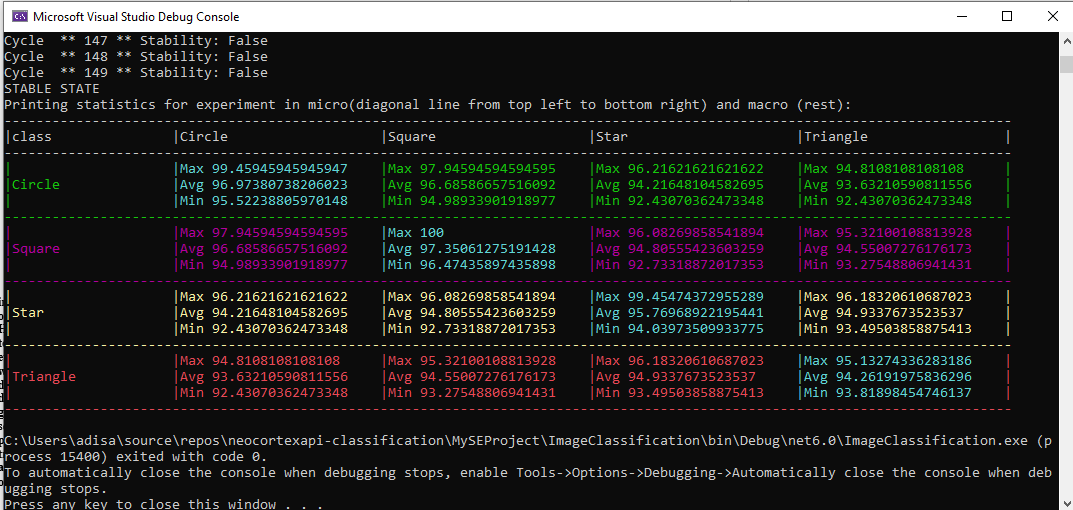 Microsoft Visual Studio Debug Console
Cycle  ** 147 ** Stability: False
Cycle  ** 148 ** Stability: False
Cycle  ** 149 ** Stability: False
STABLE STATE
Printing statistics for experiment in micro(diagonal line from top left to bottom right) and macro (rest):
|class |Circle |Square |Star |Triangle |
| |Max 99.45945945945947 |Max 97.94594594594595 |Max 96.21621621621622 |Max 94.8108108108108 |
|Circle |Avg 96.97380738206023 |Avg 96.68586657516092 |Avg 94.21648104582695 |Avg 93.63210590811556 |
| |Min 95.52238805970148 |Min 94.98933901918977 |Min 92.43070362473348 |Min 92.43070362473348 |
| |Max 97.94594594594595 |Max 100 |Max 96.08269858541894 |Max 95.32100108813928 |
|Square |Avg 96.68586657516092 |Avg 97.35061275191428 |Avg 94.80555423603259 |Avg 94.55007276176173 |
| |Min 94.98933901918977 |Min 96.47435897435898 |Min 92.73318872017353 |Min 93.27548806941431 |
| |Max 96.21621621621622 |Max 96.08269858541894 |Max 99.45474372955289 |Max 96.18320610687023 |
|Star |Avg 94.21648104582695 |Avg 94.80555423603259 |Avg 95.76968922195441 |Avg 94.9337673523537 |
| |Min 92.43070362473348 |Min 92.73318872017353 |Min 94.03973509933775 |Min 93.49503858875413 |
| |Max 94.8108108108108 |Max 95.32100108813928 |Max 96.18320610687023 |Max 95.13274336283186 |
|Triangle |Avg 93.63210590811556 |Avg 94.55007276176173 |Avg 94.9337673523537 |Avg 94.26191975836296 |
| |Min 92.43070362473348 |Min 93.27548806941431 |Min 93.49503858875413 |Min 93.81898454746137 |
C:\Users\adisa\source\repos\neocortexapi-classification\MySEProject\ImageClassification\bin\Debug\net6.0\ImageClassification.exe (p
rocess 15400) exited with code 0.
To automatically close the console when debugging stops, enable Tools->Options->Debugging->Automatically close the console when deb
ugging stops.
Press any key to close this window . . .